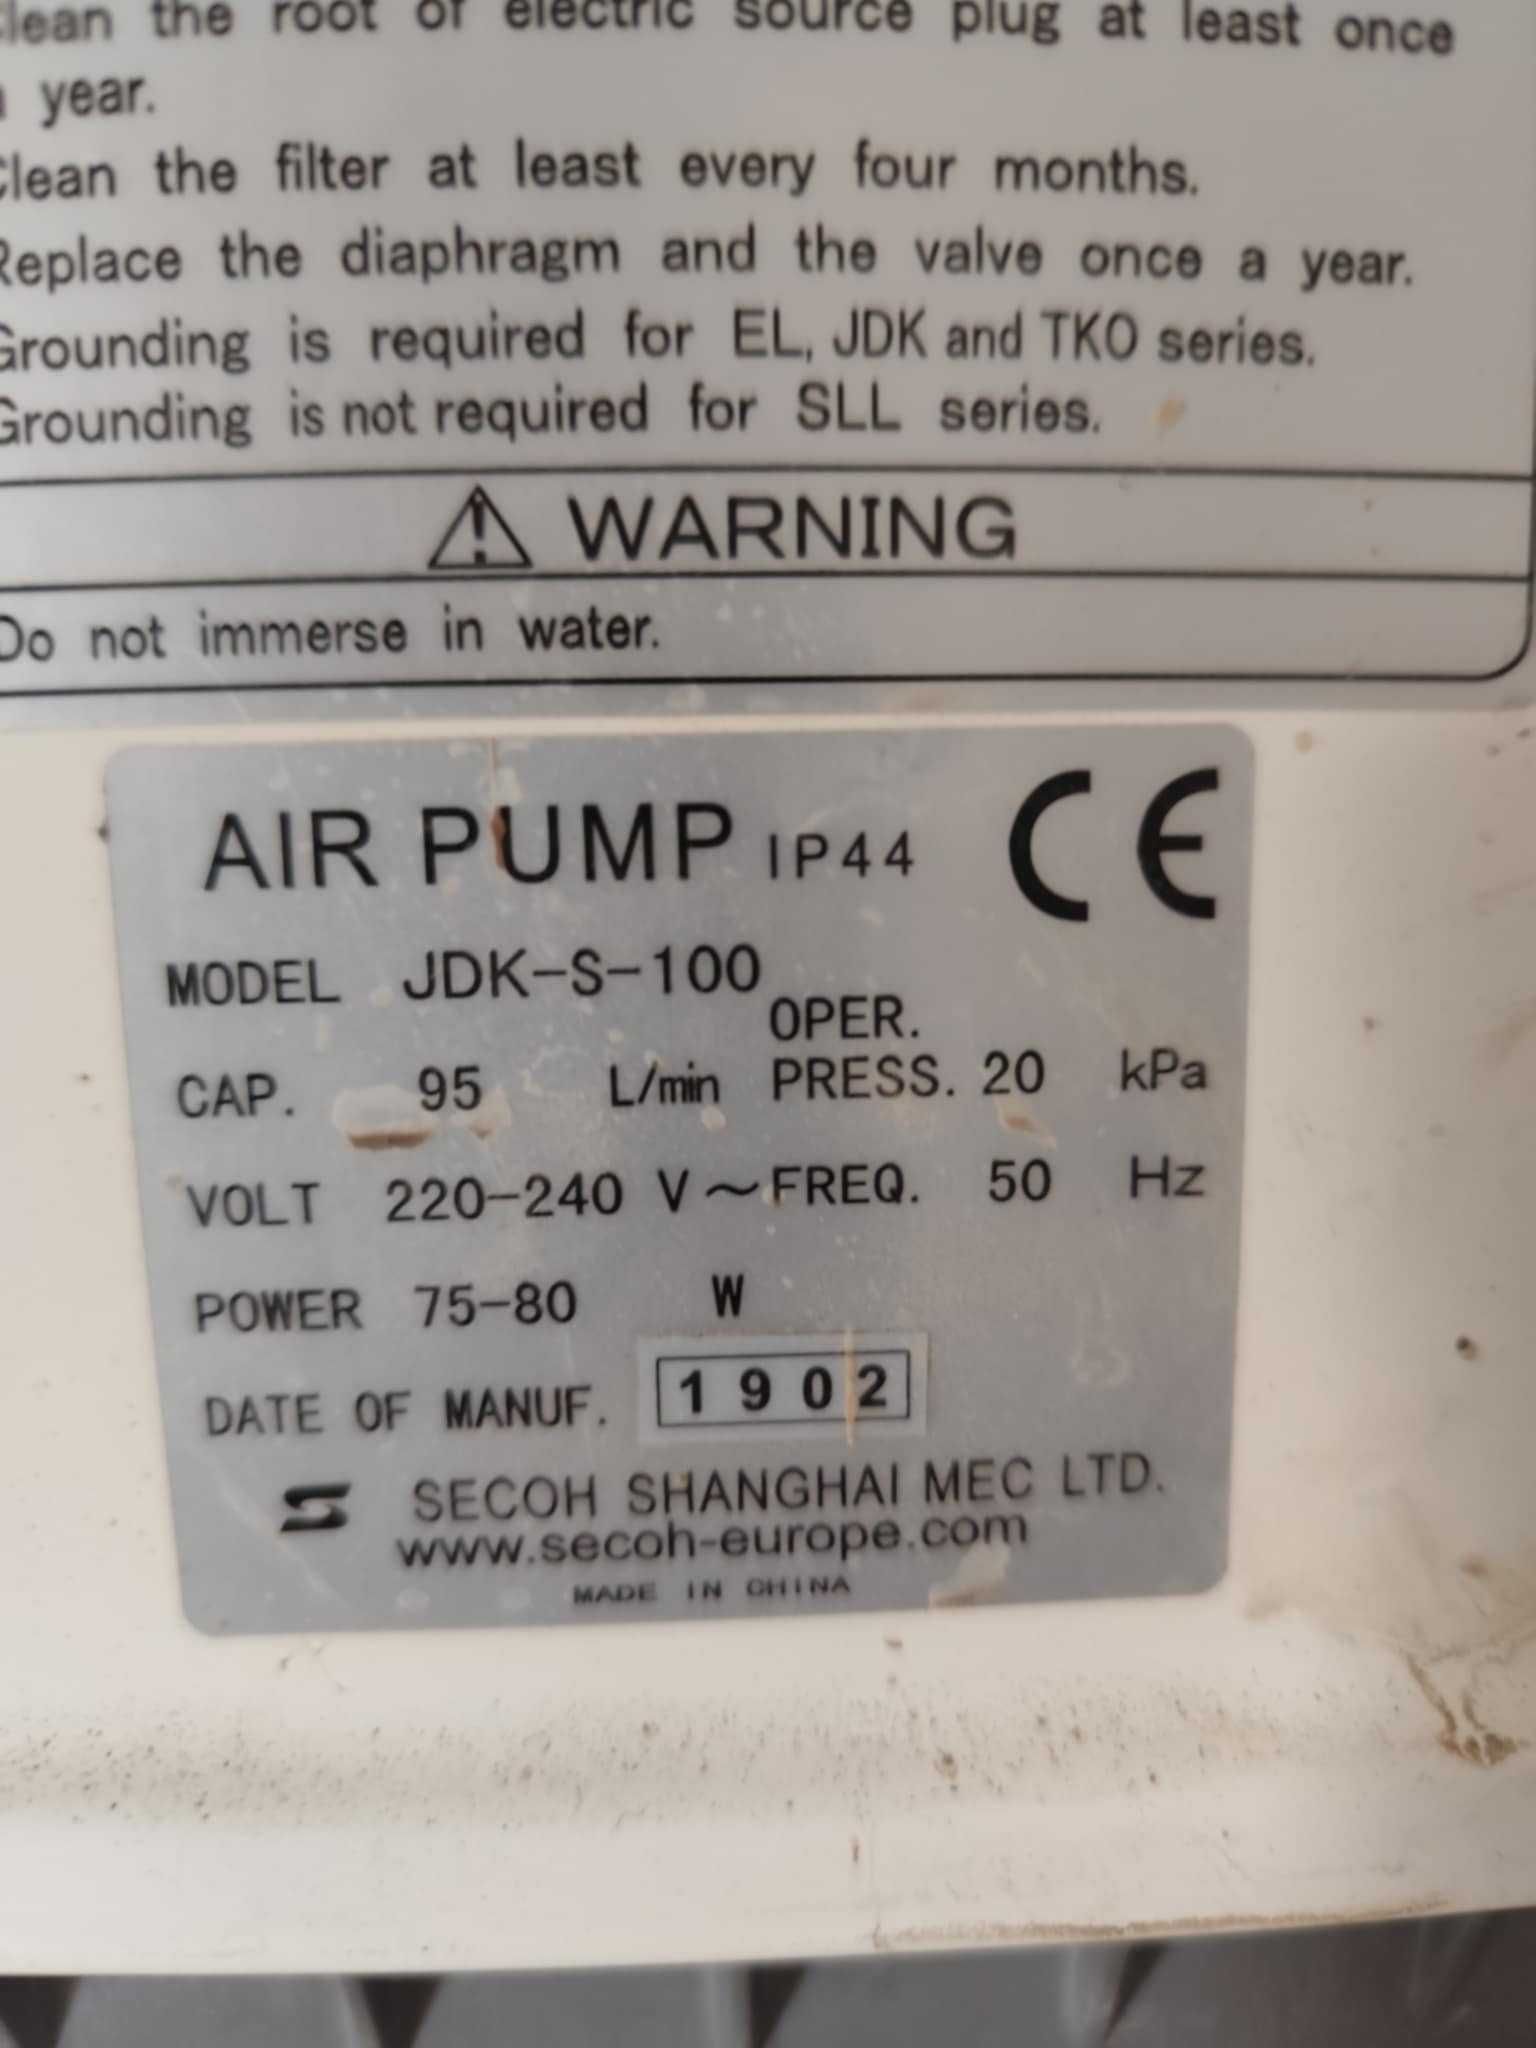 Clean the root of electric source plug at least once
a year.
Clean the filter at least every four months.
Replace the diaphragm and the valve once a year.
Grounding is required for EL, JDK and TKO series.
Grounding is not required for SLL series.
WARNING
Do not immerse in water.
AIR PUMP IP44 CE
MODEL JDK-S-100
CAP. 95 L/min OPER. PRESS. 20 kPa
VOLT 220-240 V~ FREQ. 50 Hz
POWER 75-80 W
DATE OF MANUF. 1902
SECOH SHANGHAI MEC LTD.
www.secoh-europe.com
MADE IN CHINA